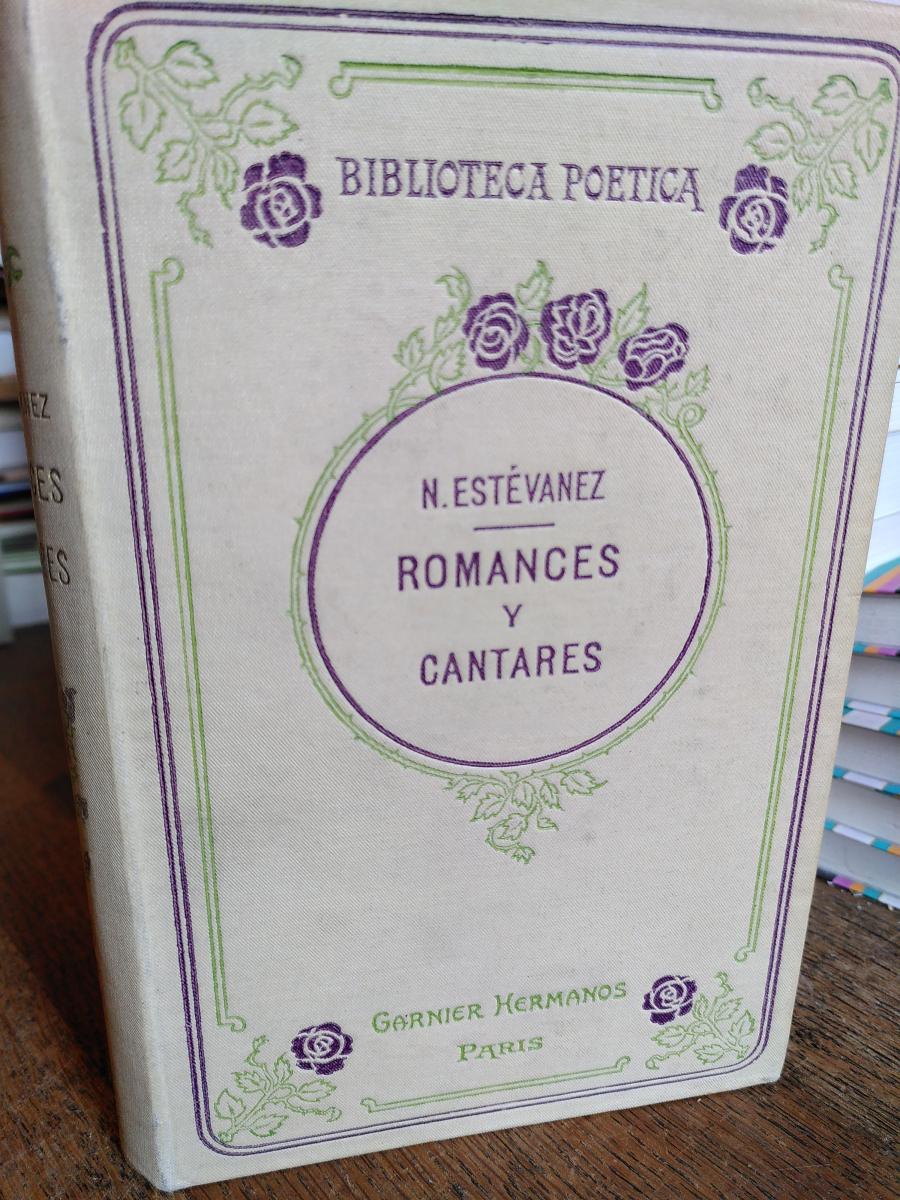 BIBLIOTECA POETICA
N. ESTÉVANEZ
ROMANCES
Y
CANTARES
GARNIER HERMANOS
PARIS